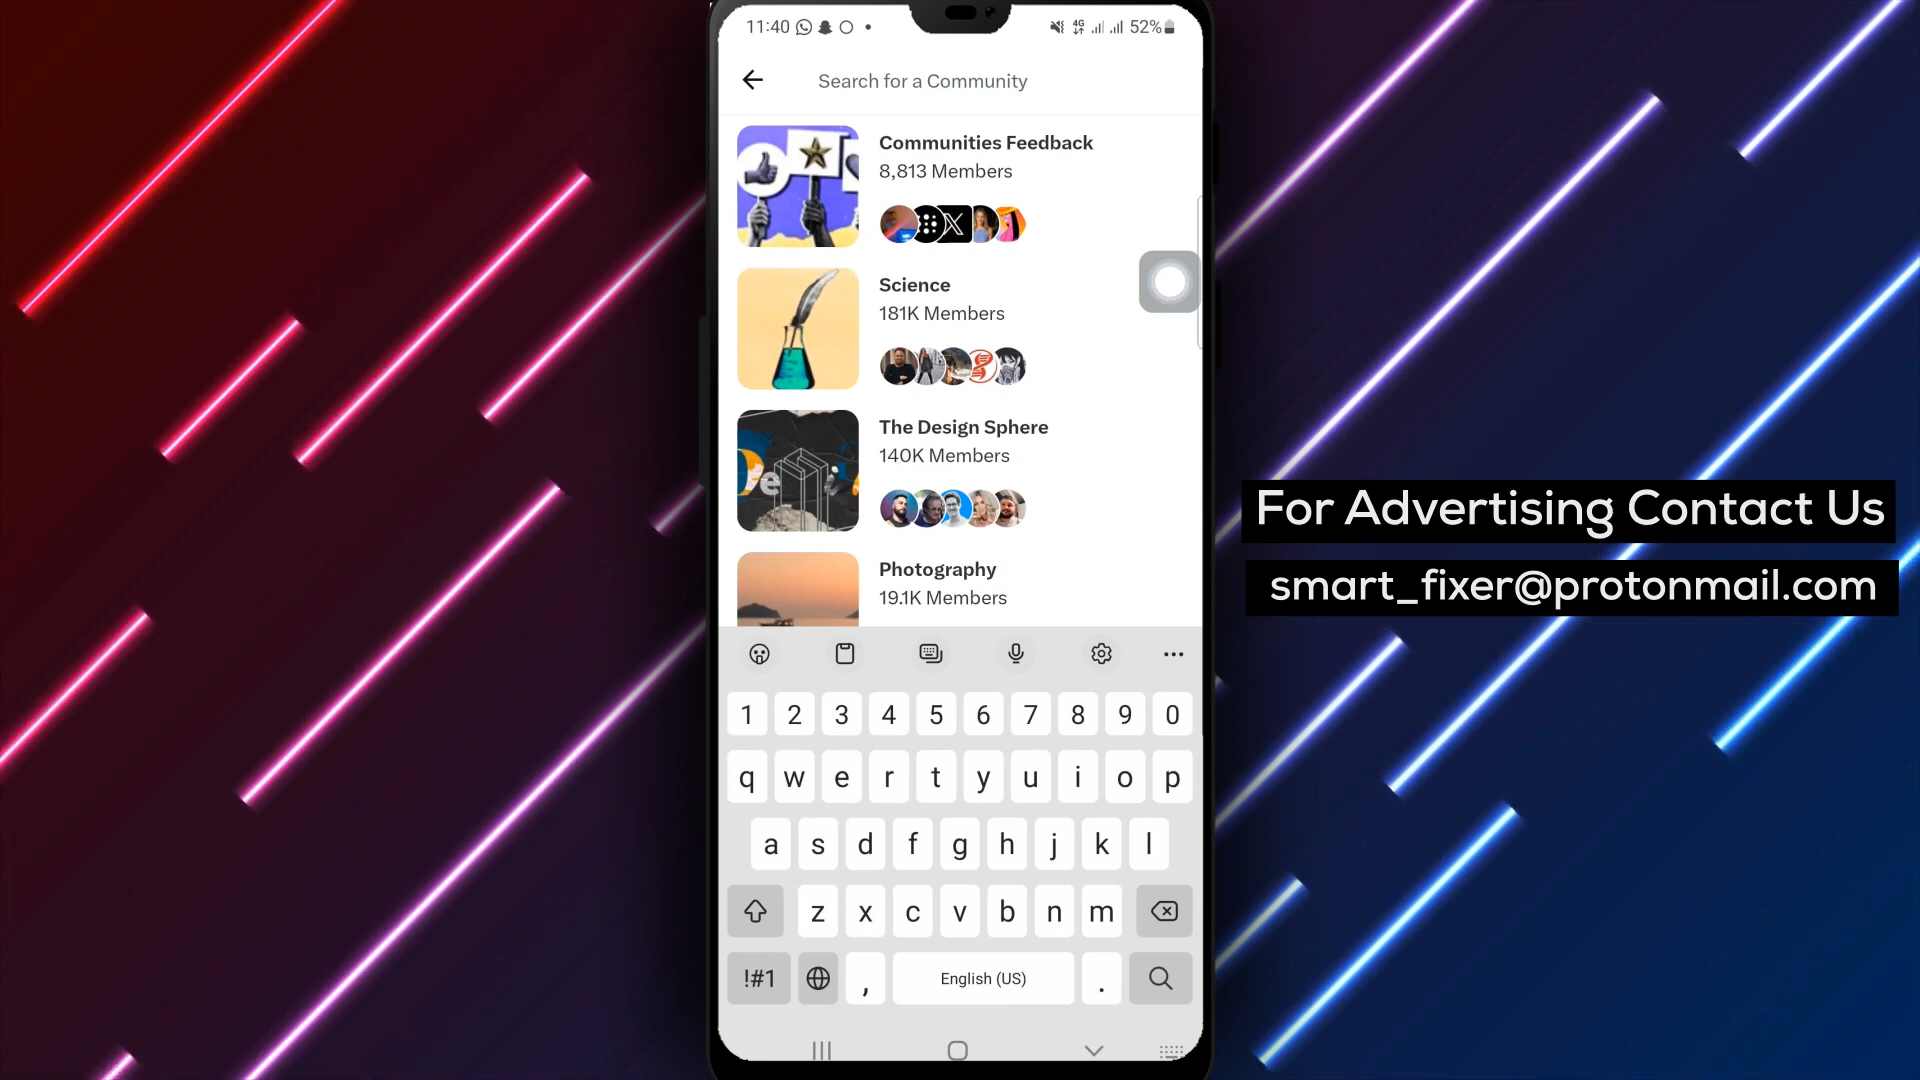 11:40
4G
52%
Search for a Community
Communities Feedback
8,813 Members
X
Science
181K Members
The Design Sphere
140K Members
De
Photography
19.1K Members
1 2 3 4 5 6 7 8 9 0
q w e r t y u i o p
a s d f g h j k l
z x c v b n m
!#1 , English (US) .
For Advertising Contact Us
smart_fixer@protonmail.com